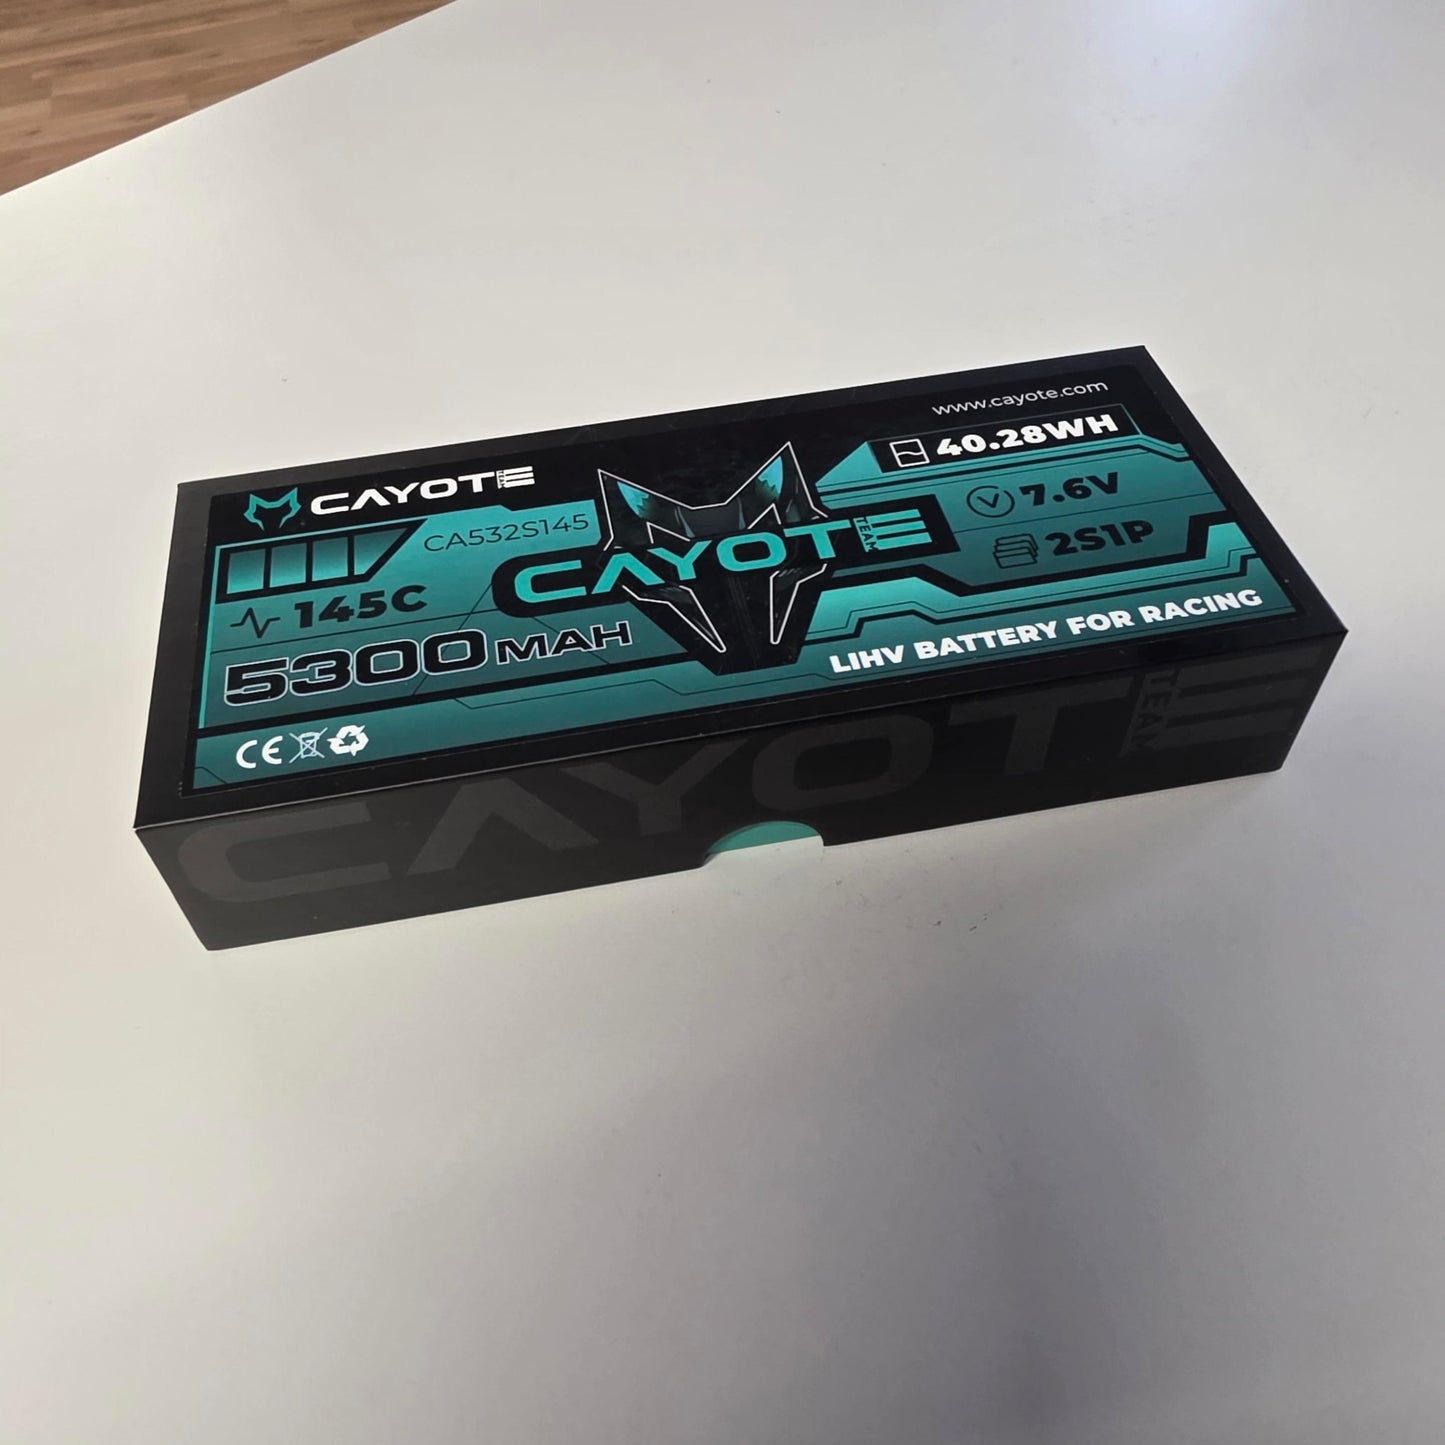 www.cayote.com
CAYOTE TEAM
40.28WH
CA532S145
7.6V
CAYOTE TEAM
2S1P
145C
5300MAH
LIHV BATTERY FOR RACING
CE
CAYOTE TEAM